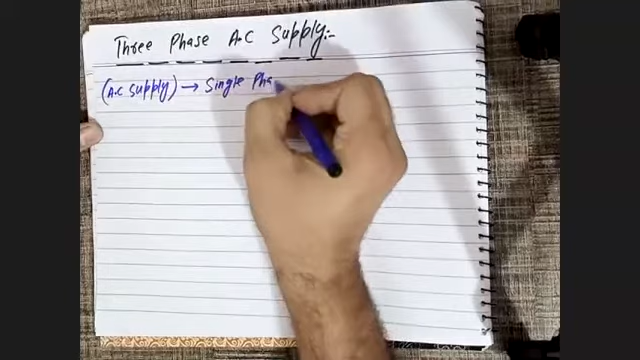 Three Phase A.C Supply:-
(A.C Supply) → Single Pha